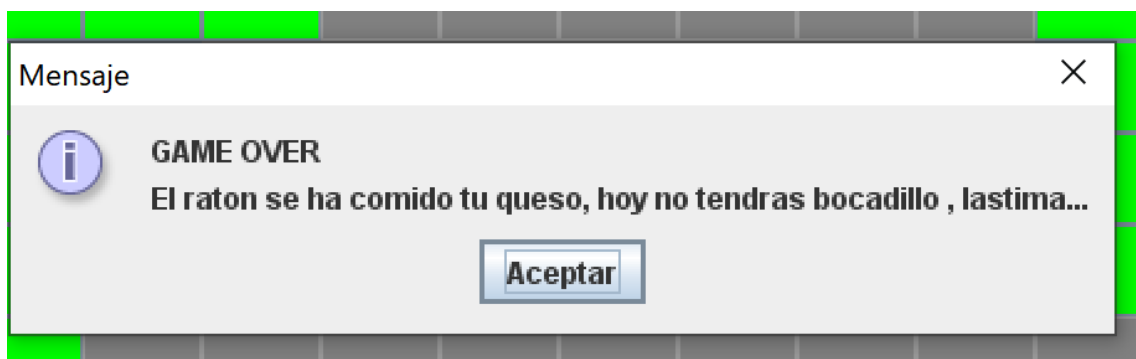 Mensaje
GAME OVER
El raton se ha comido tu queso, hoy no tendras bocadillo , lastima...
Aceptar